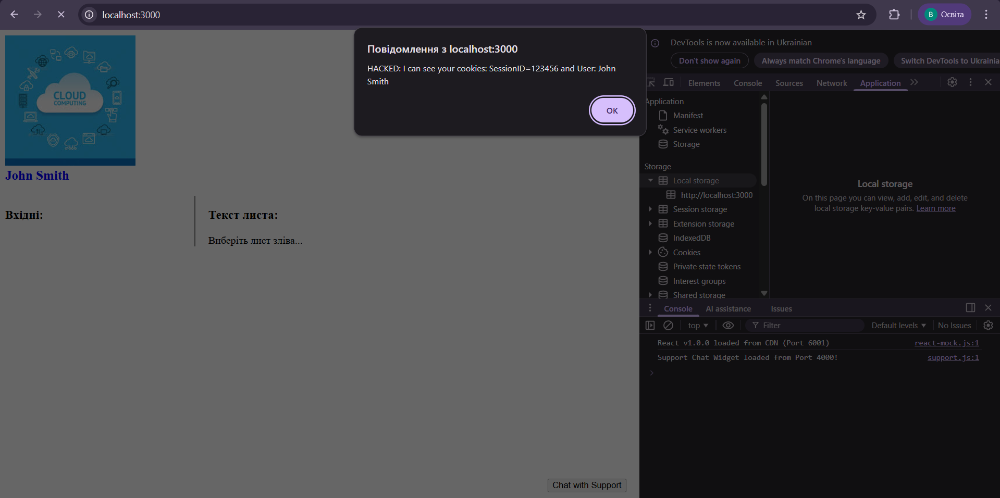 localhost:3000
B
Освіта
Повідомлення з localhost:3000
HACKED: I can see your cookies: SessionID=123456 and User: John
Smith
OK
CLOUD
COMPUTING
John Smith
Вхідні:
Текст листа:
Виберіть лист зліва...
Chat with Support
DevTools is now available in Ukrainian
Don't show again
Always match Chrome's language
Switch DevTools to Ukrainia
Elements
Console
Sources
Network
Application
Application
Manifest
Service workers
Storage
Storage
Local storage
http://localhost:3000
Session storage
Extension storage
IndexedDB
Cookies
Private state tokens
Interest groups
Shared storage
Local storage
On this page you can view, add, edit, and delete
local storage key-value pairs. Learn more
Console
AI assistance
Issues
top
Filter
Default levels
No Issues
React v1.0.0 loaded from CDN (Port 6001) react-mock.js:1
Support Chat Widget loaded from Port 4000! support.js:1